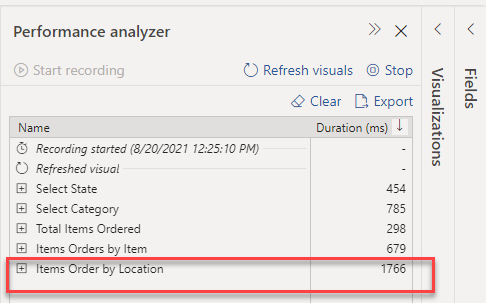 Performance analyzer
Start recording
Refresh visuals
Stop
Clear
Export
Name Duration (ms)
Recording started (8/20/2021 12:25:10 PM) -
Refreshed visual -
Select State 454
Select Category 785
Total Items Ordered 298
Items Orders by Item 679
Items Order by Location 1766
Visualizations
Fields